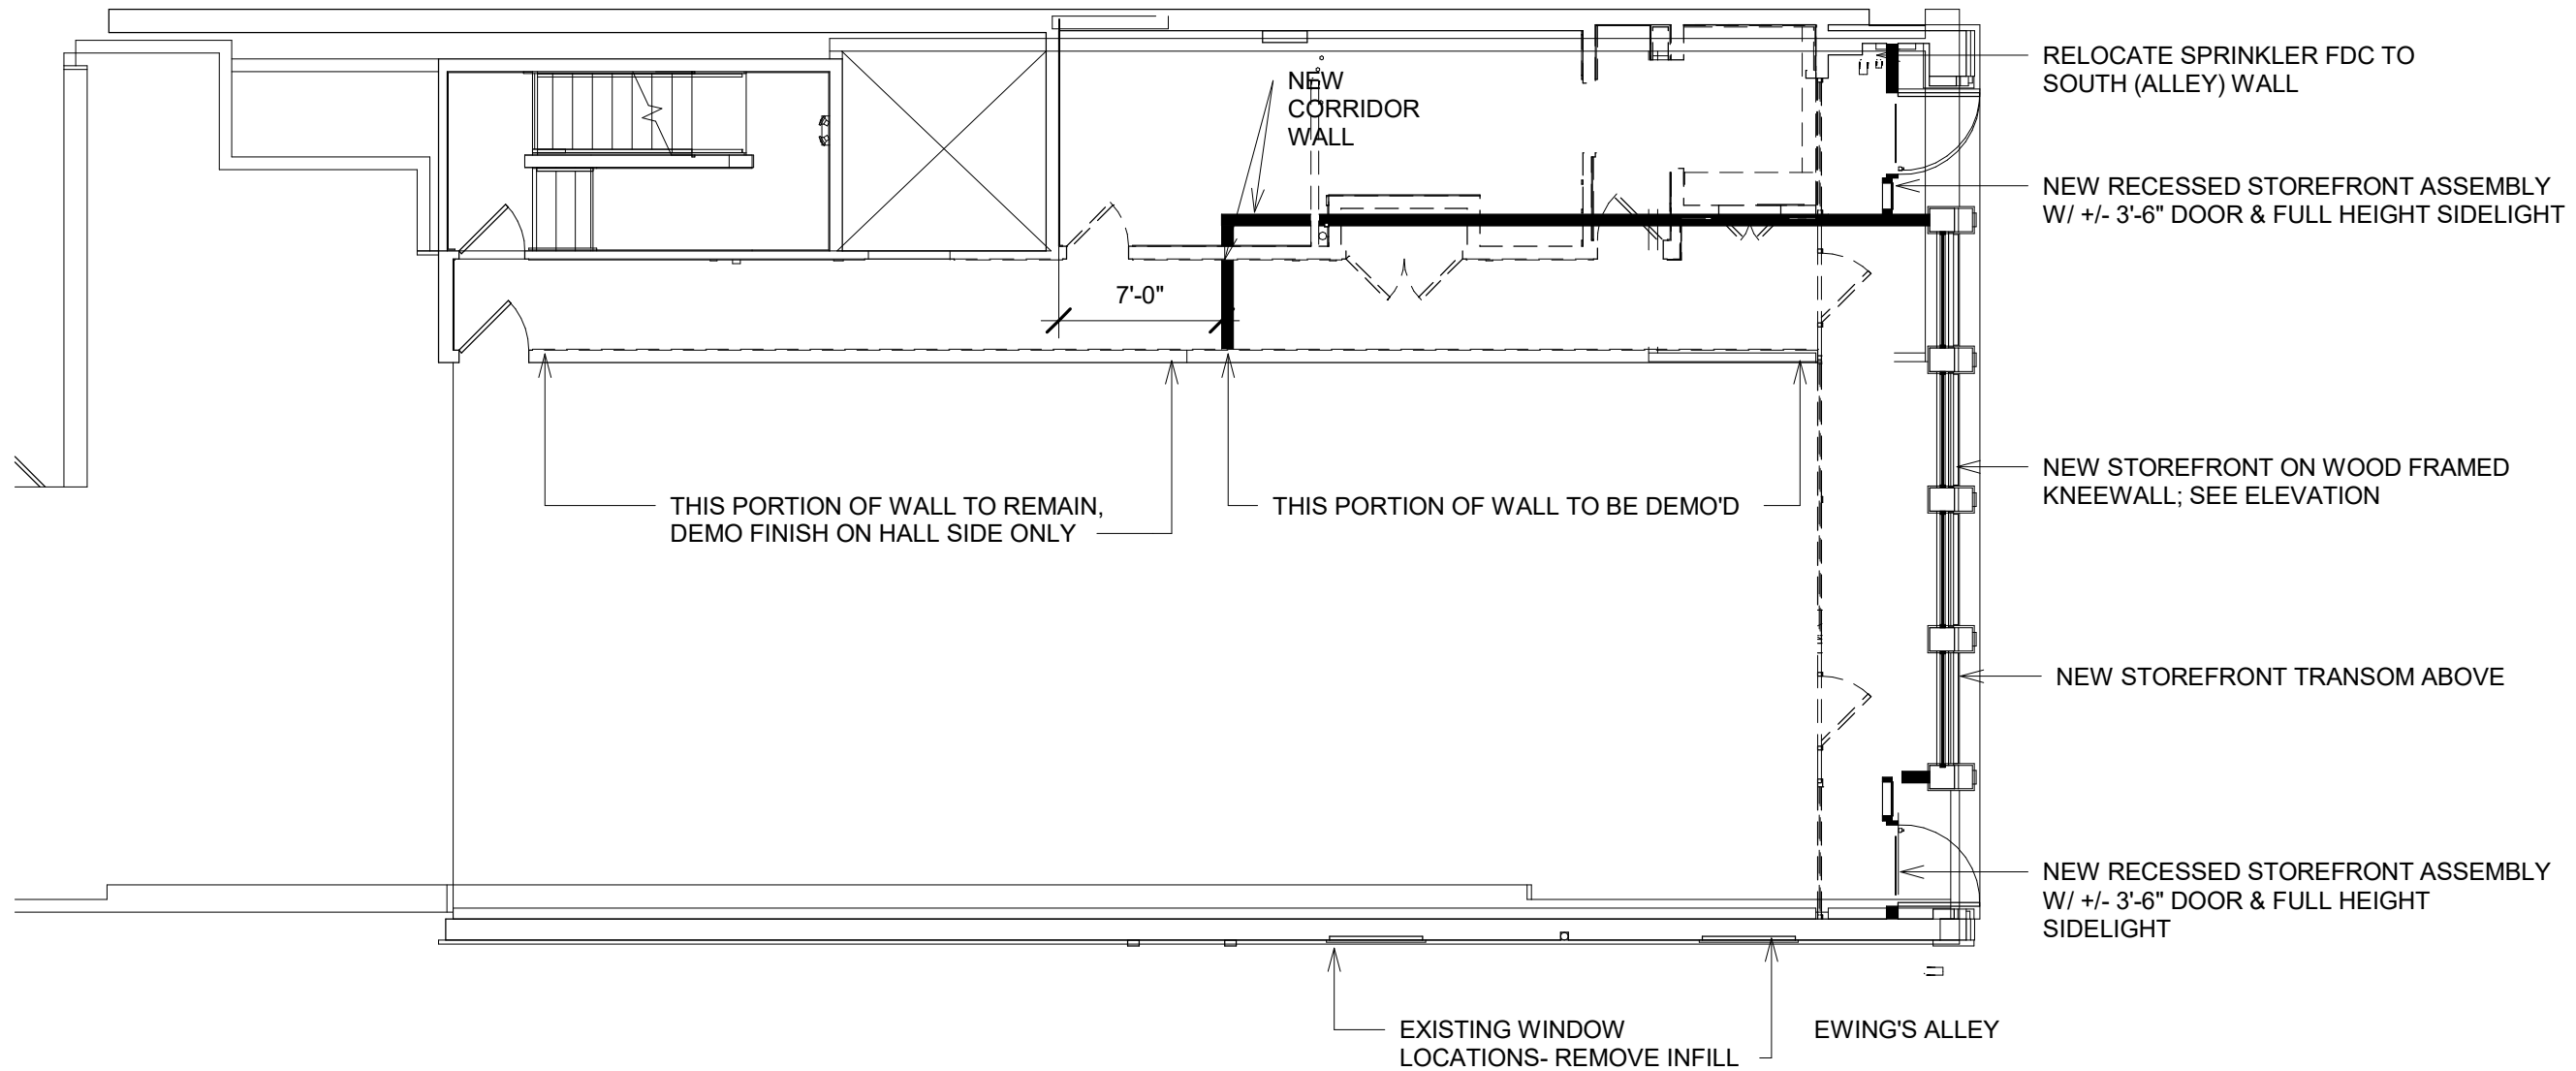 RELOCATE SPRINKLER FDC TO
SOUTH (ALLEY) WALL
NEW
CORRIDOR
WALL
NEW RECESSED STOREFRONT ASSEMBLY
W/ +/- 3'-6" DOOR & FULL HEIGHT SIDELIGHT
7'-0"
NEW STOREFRONT ON WOOD FRAMED
KNEEWALL; SEE ELEVATION
THIS PORTION OF WALL TO REMAIN,
DEMO FINISH ON HALL SIDE ONLY
THIS PORTION OF WALL TO BE DEMO'D
NEW STOREFRONT TRANSOM ABOVE
NEW RECESSED STOREFRONT ASSEMBLY
W/ +/- 3'-6" DOOR & FULL HEIGHT
SIDELIGHT
EXISTING WINDOW
LOCATIONS- REMOVE INFILL
EWING'S ALLEY